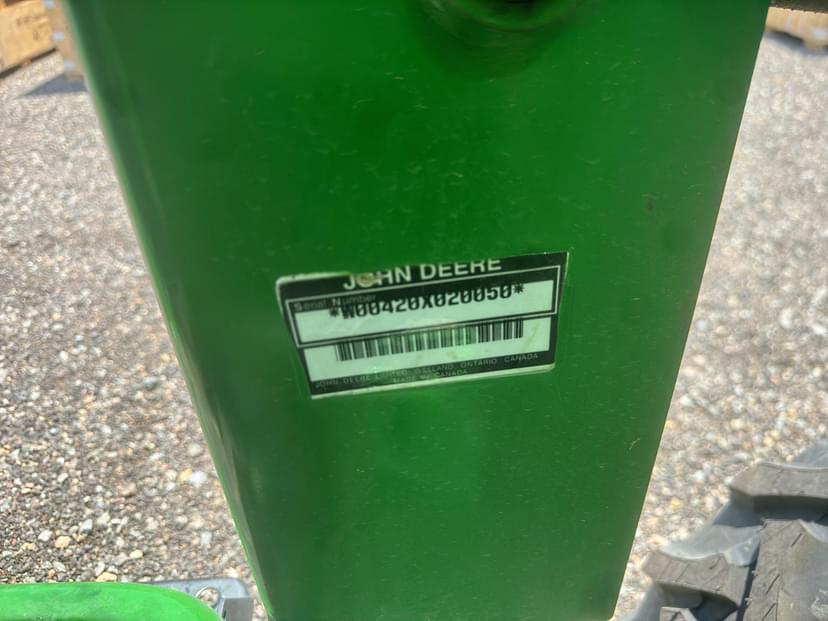 JOHN DEERE
Serial Number
*W00420X020050*
JOHN DEERE LIMITED, WELLAND, ONTARIO, CANADA
MADE IN CANADA